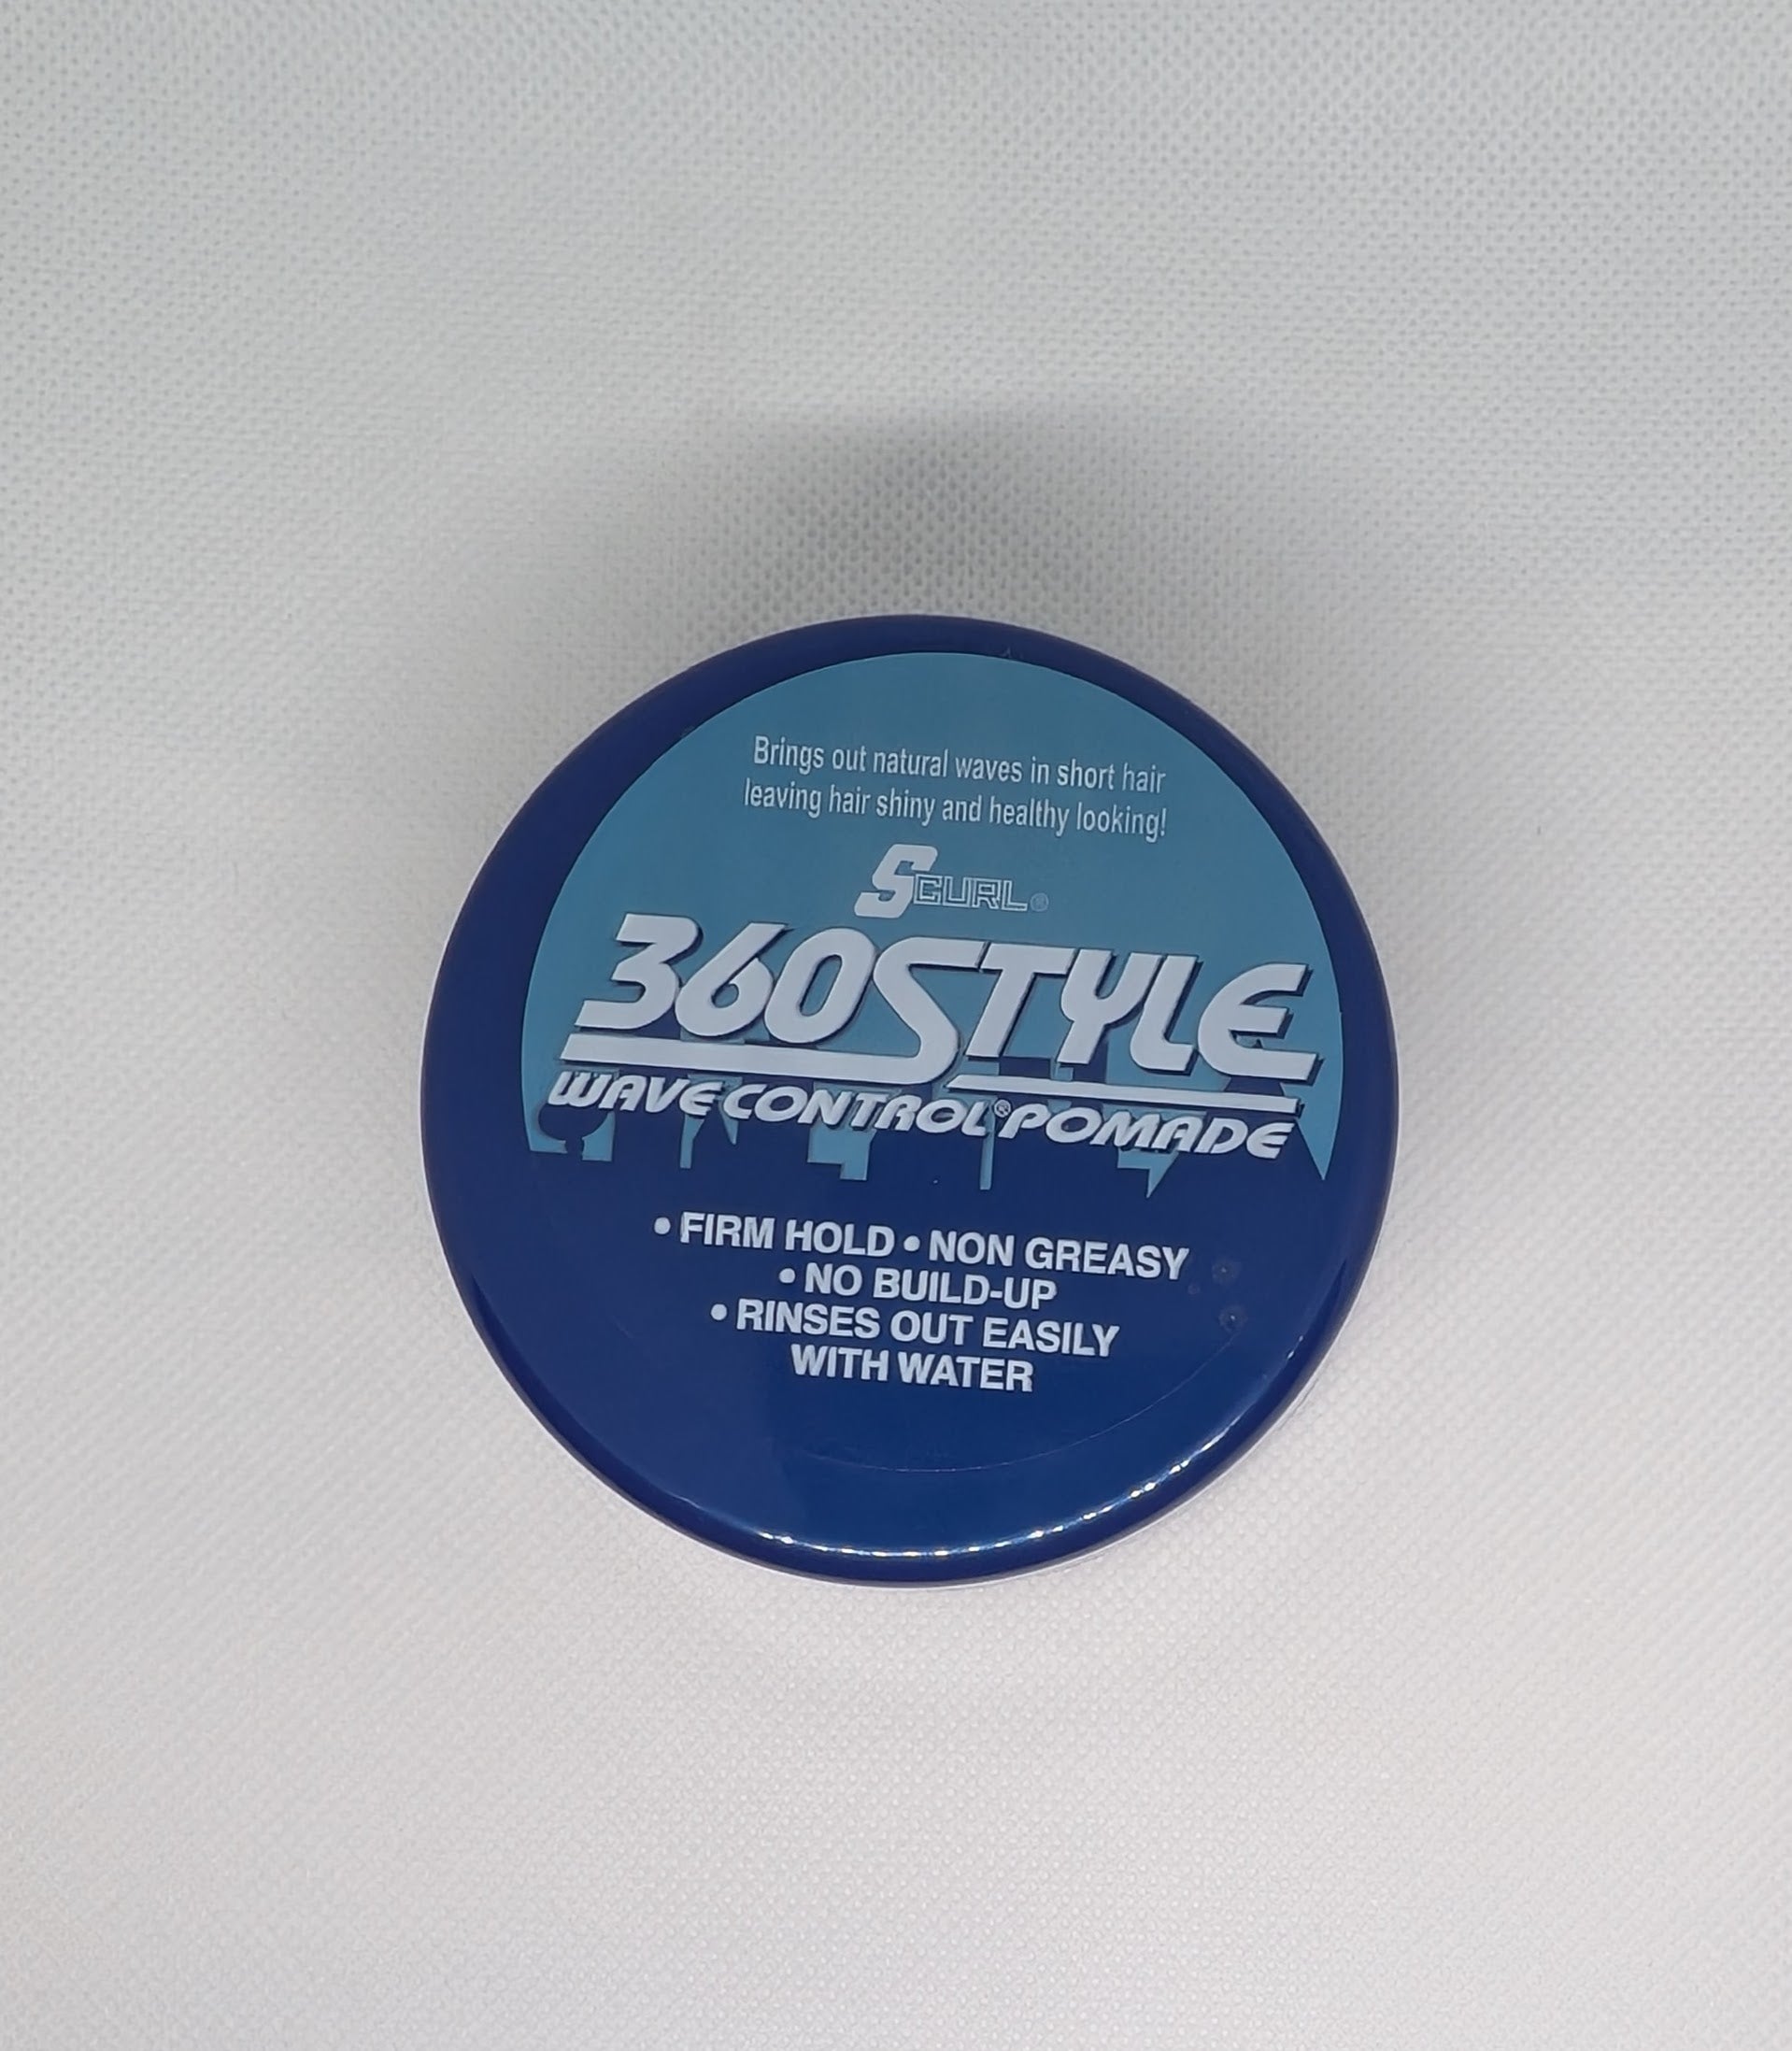 Brings out natural waves in short hair
leaving hair shiny and healthy looking!
SCURL®
360STYLE
WAVE CONTROL® POMADE
• FIRM HOLD • NON GREASY
• NO BUILD-UP
• RINSES OUT EASILY
WITH WATER